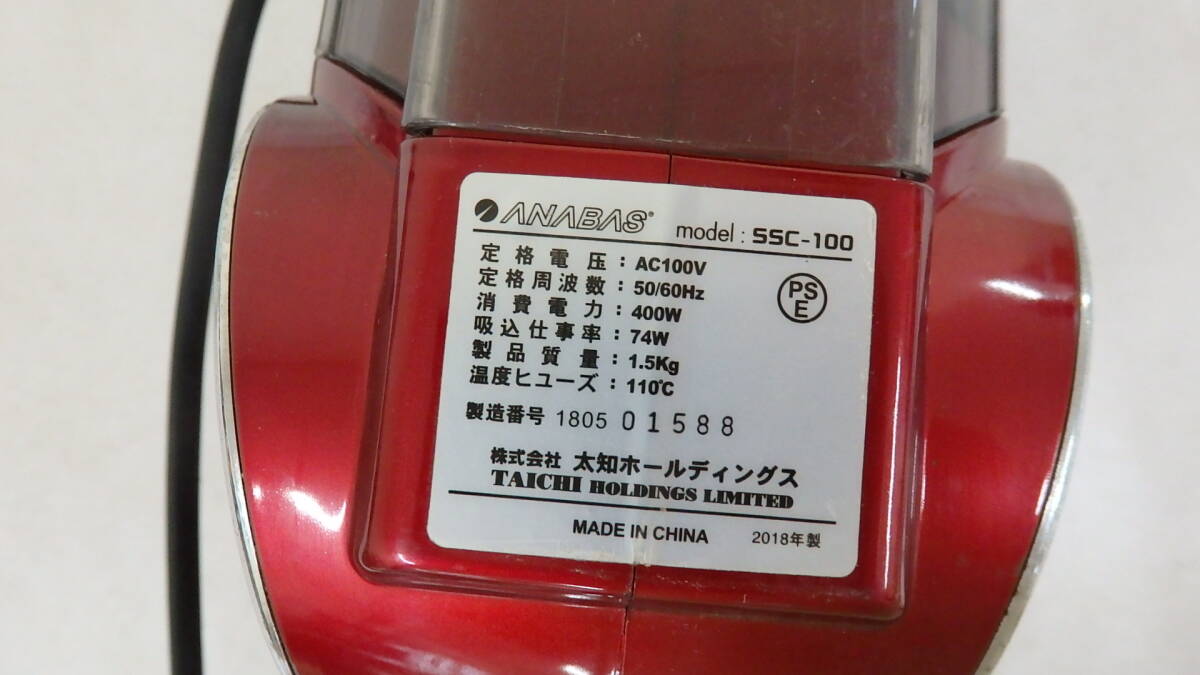 ANABAS® model : SSC-100
定格電圧 : AC100V
定格周波数 : 50/60Hz
消費電力 : 400W
吸込仕事率 : 74W
製品質量 : 1.5Kg
温度ヒューズ : 110℃
PS
E
製造番号 1805 01588
株式会社 太知ホールディングス
TAICHI HOLDINGS LIMITED
MADE IN CHINA 2018年製